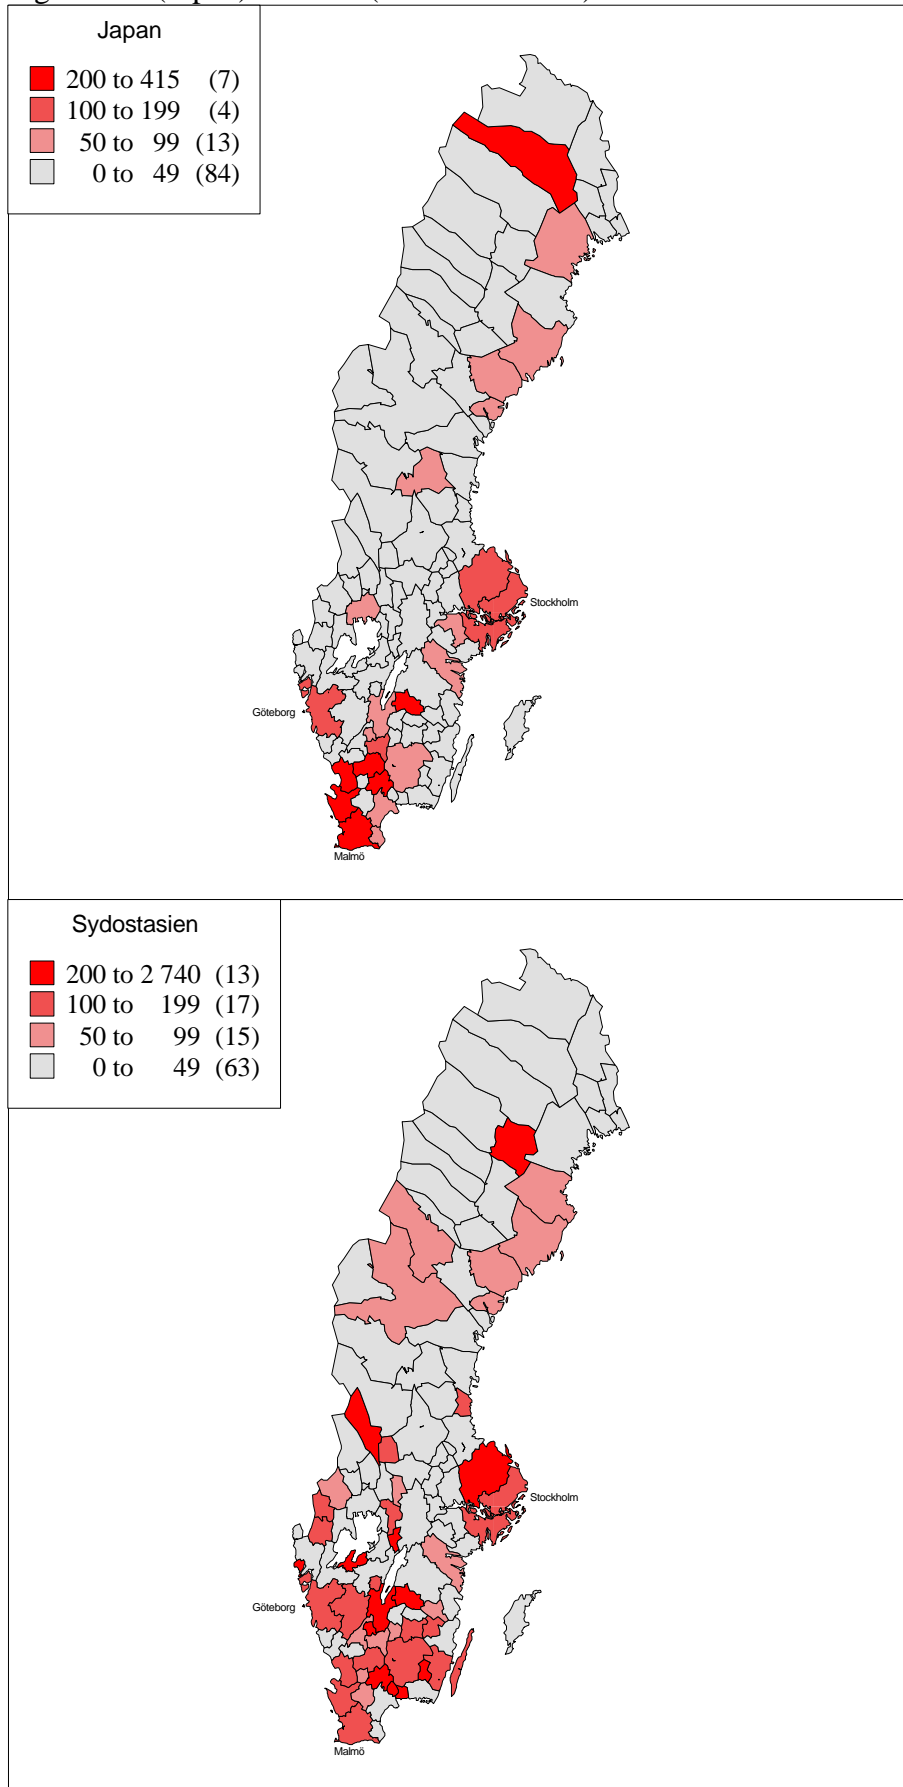 Japan
200 to 415 (7)
100 to 199 (4)
50 to 99 (13)
0 to 49 (84)
Stockholm
Göteborg
Malmö
Sydostasien
200 to 2 740 (13)
100 to 199 (17)
50 to 99 (15)
0 to 49 (63)
Stockholm
Göteborg
Malmö